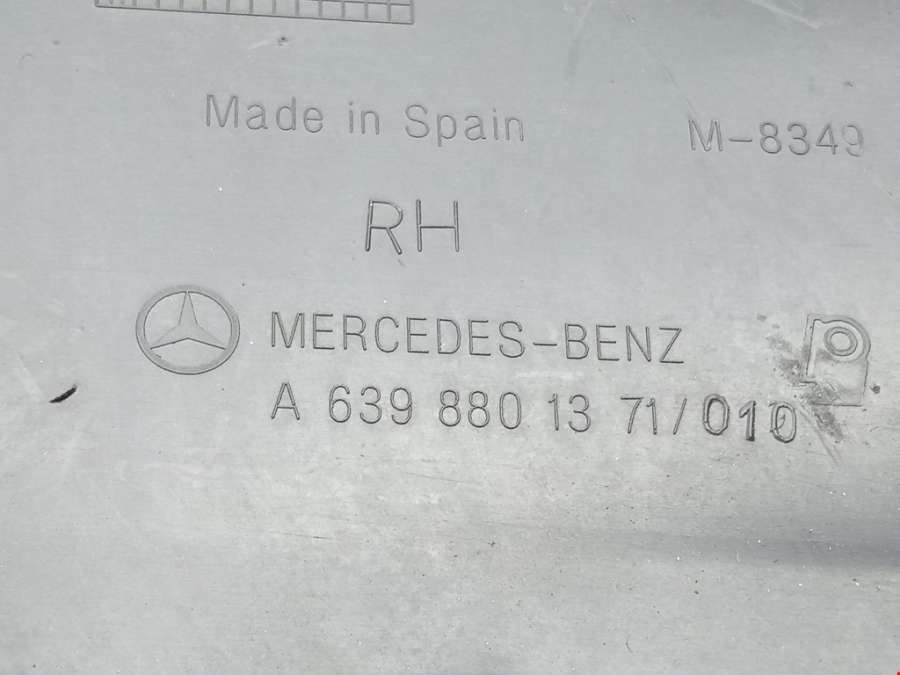 Made in Spain
M-8349
RH
MERCEDES-BENZ
A 639 880 13 71/010